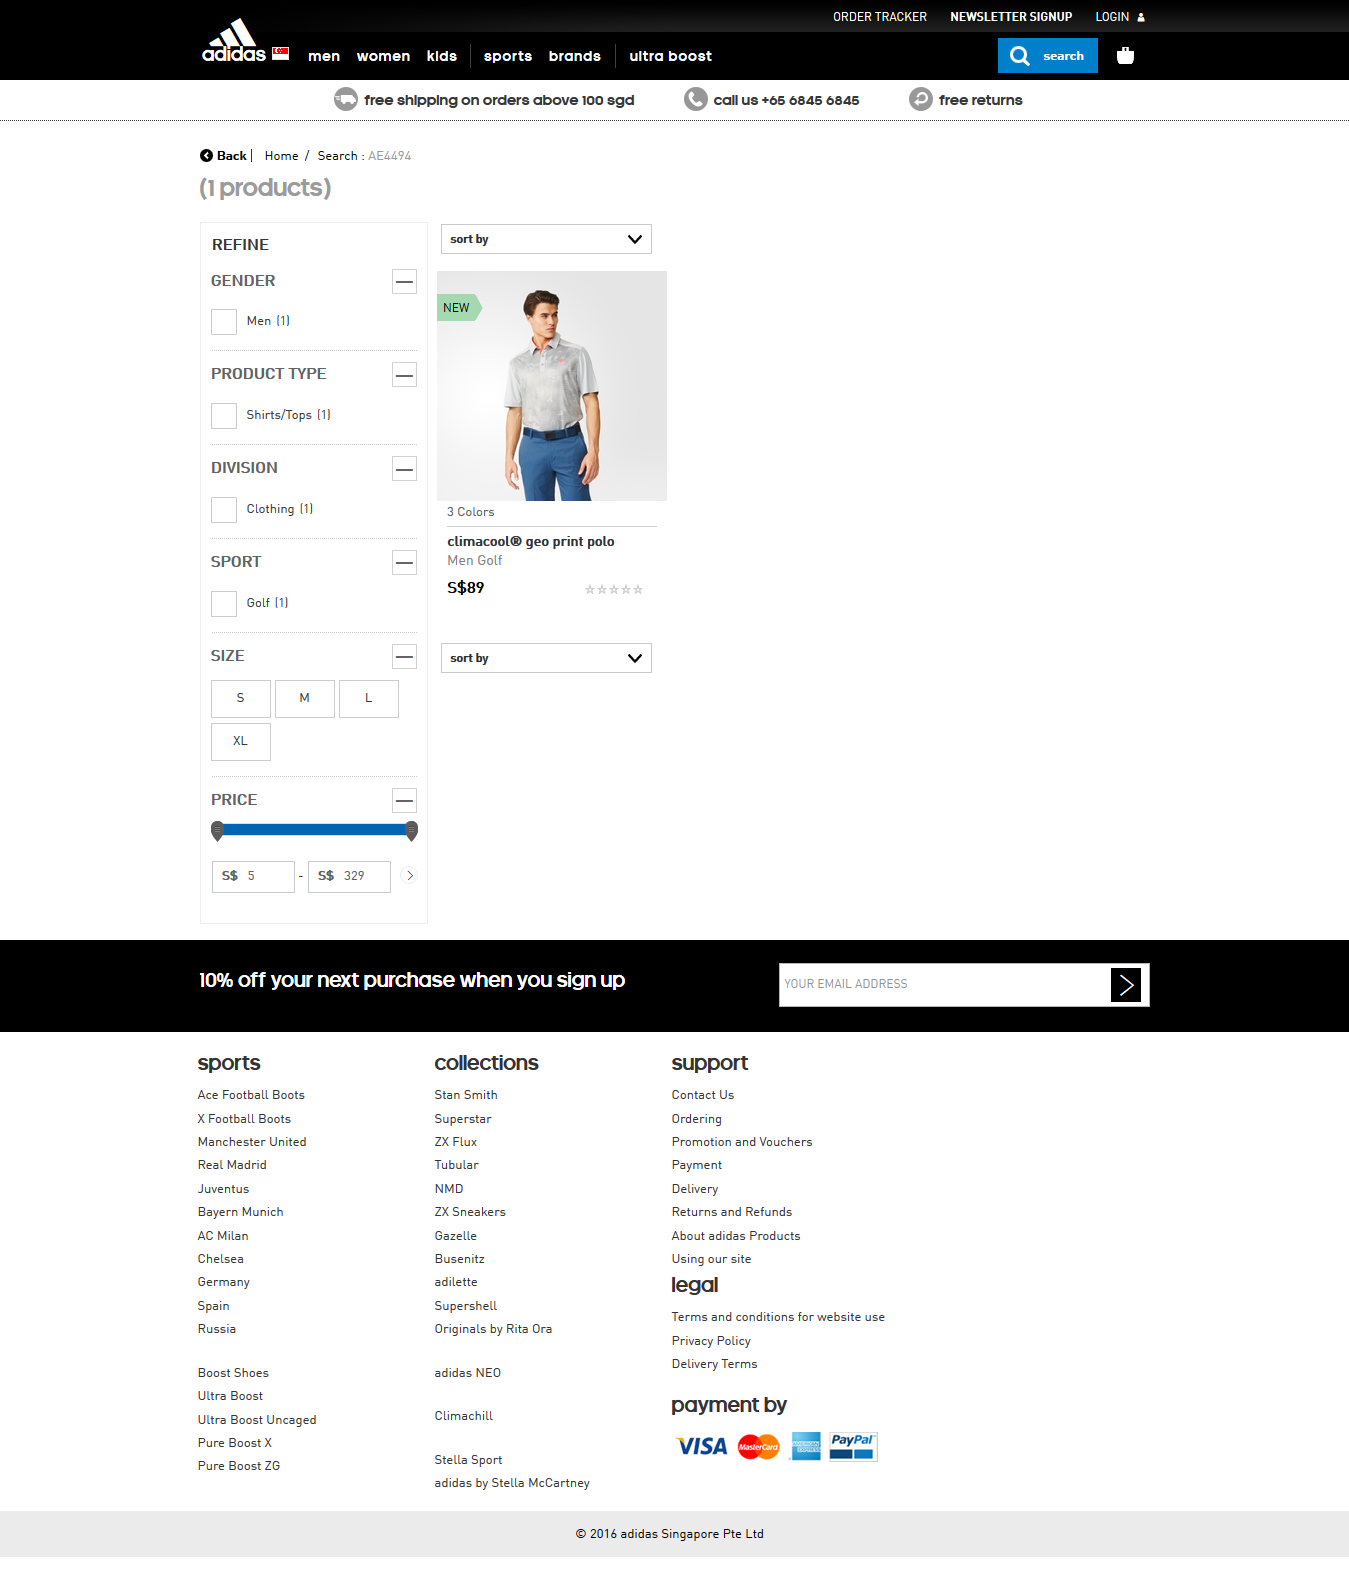 ORDER TRACKER NEWSLETTER SIGNUP LOGIN
adidas men women kids sports brands ultra boost search
free shipping on orders above 100 sgd call us +65 6845 6845 free returns
Back | Home / Search : AE4494
(1 products)
REFINE
GENDER
Men (1)
PRODUCT TYPE
Shirts/Tops (1)
DIVISION
Clothing (1)
SPORT
Golf (1)
SIZE
S M L
XL
PRICE
S$ 5 - S$ 329
sort by
NEW
3 Colors
climacool® geo print polo
Men Golf
S$89
sort by
10% off your next purchase when you sign up YOUR EMAIL ADDRESS
sports
Ace Football Boots
X Football Boots
Manchester United
Real Madrid
Juventus
Bayern Munich
AC Milan
Chelsea
Germany
Spain
Russia
Boost Shoes
Ultra Boost
Ultra Boost Uncaged
Pure Boost X
Pure Boost ZG
collections
Stan Smith
Superstar
ZX Flux
Tubular
NMD
ZX Sneakers
Gazelle
Busenitz
adilette
Supershell
Originals by Rita Ora
adidas NEO
Climachill
Stella Sport
adidas by Stella McCartney
support
Contact Us
Ordering
Promotion and Vouchers
Payment
Delivery
Returns and Refunds
About adidas Products
Using our site
legal
Terms and conditions for website use
Privacy Policy
Delivery Terms
payment by
VISA MasterCard AMERICAN EXPRESS PayPal
© 2016 adidas Singapore Pte Ltd